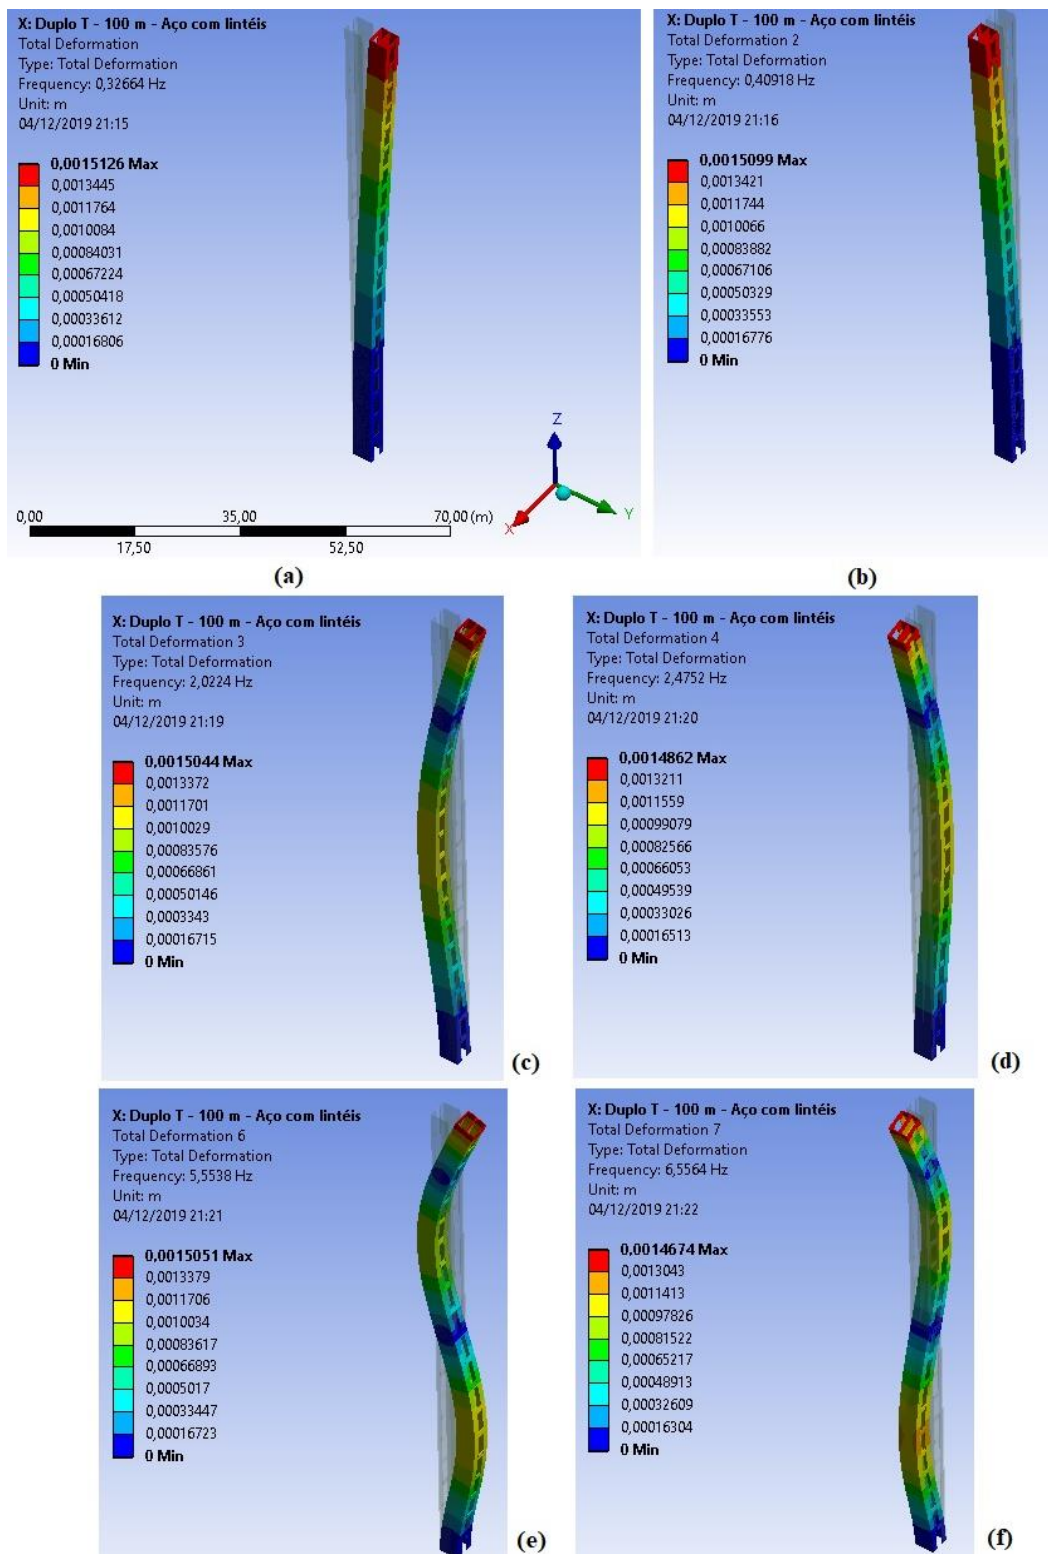 X: Duplo T - 100 m - Aço com lintéis
Total Deformation
Type: Total Deformation
Frequency: 0,32664 Hz
Unit: m
04/12/2019 21:15
0,0015126 Max
0,0013445
0,0011764
0,0010084
0,00084031
0,00067224
0,00050418
0,00033612
0,00016806
0 Min
Z
X
Y
0,00
35,00
70,00 (m)
17,50
52,50
(a)
X: Duplo T - 100 m - Aço com lintéis
Total Deformation 2
Type: Total Deformation
Frequency: 0,40918 Hz
Unit: m
04/12/2019 21:16
0,0015099 Max
0,0013421
0,0011744
0,0010066
0,00083882
0,00067106
0,00050329
0,00033553
0,00016776
0 Min
(b)
X: Duplo T - 100 m - Aço com lintéis
Total Deformation 3
Type: Total Deformation
Frequency: 2,0224 Hz
Unit: m
04/12/2019 21:19
0,0015044 Max
0,0013372
0,0011701
0,0010029
0,00083576
0,00066861
0,00050146
0,0003343
0,00016715
0 Min
(c)
X: Duplo T - 100 m - Aço com lintéis
Total Deformation 4
Type: Total Deformation
Frequency: 2,4752 Hz
Unit: m
04/12/2019 21:20
0,0014862 Max
0,0013211
0,0011559
0,00099079
0,00082566
0,00066053
0,00049539
0,00033026
0,00016513
0 Min
(d)
X: Duplo T - 100 m - Aço com lintéis
Total Deformation 6
Type: Total Deformation
Frequency: 5,5538 Hz
Unit: m
04/12/2019 21:21
0,0015051 Max
0,0013379
0,0011706
0,0010034
0,00083617
0,00066893
0,0005017
0,00033447
0,00016723
0 Min
(e)
X: Duplo T - 100 m - Aço com lintéis
Total Deformation 7
Type: Total Deformation
Frequency: 6,5564 Hz
Unit: m
04/12/2019 21:22
0,0014674 Max
0,0013043
0,0011413
0,00097826
0,00081522
0,00065217
0,00048913
0,00032609
0,00016304
0 Min
(f)